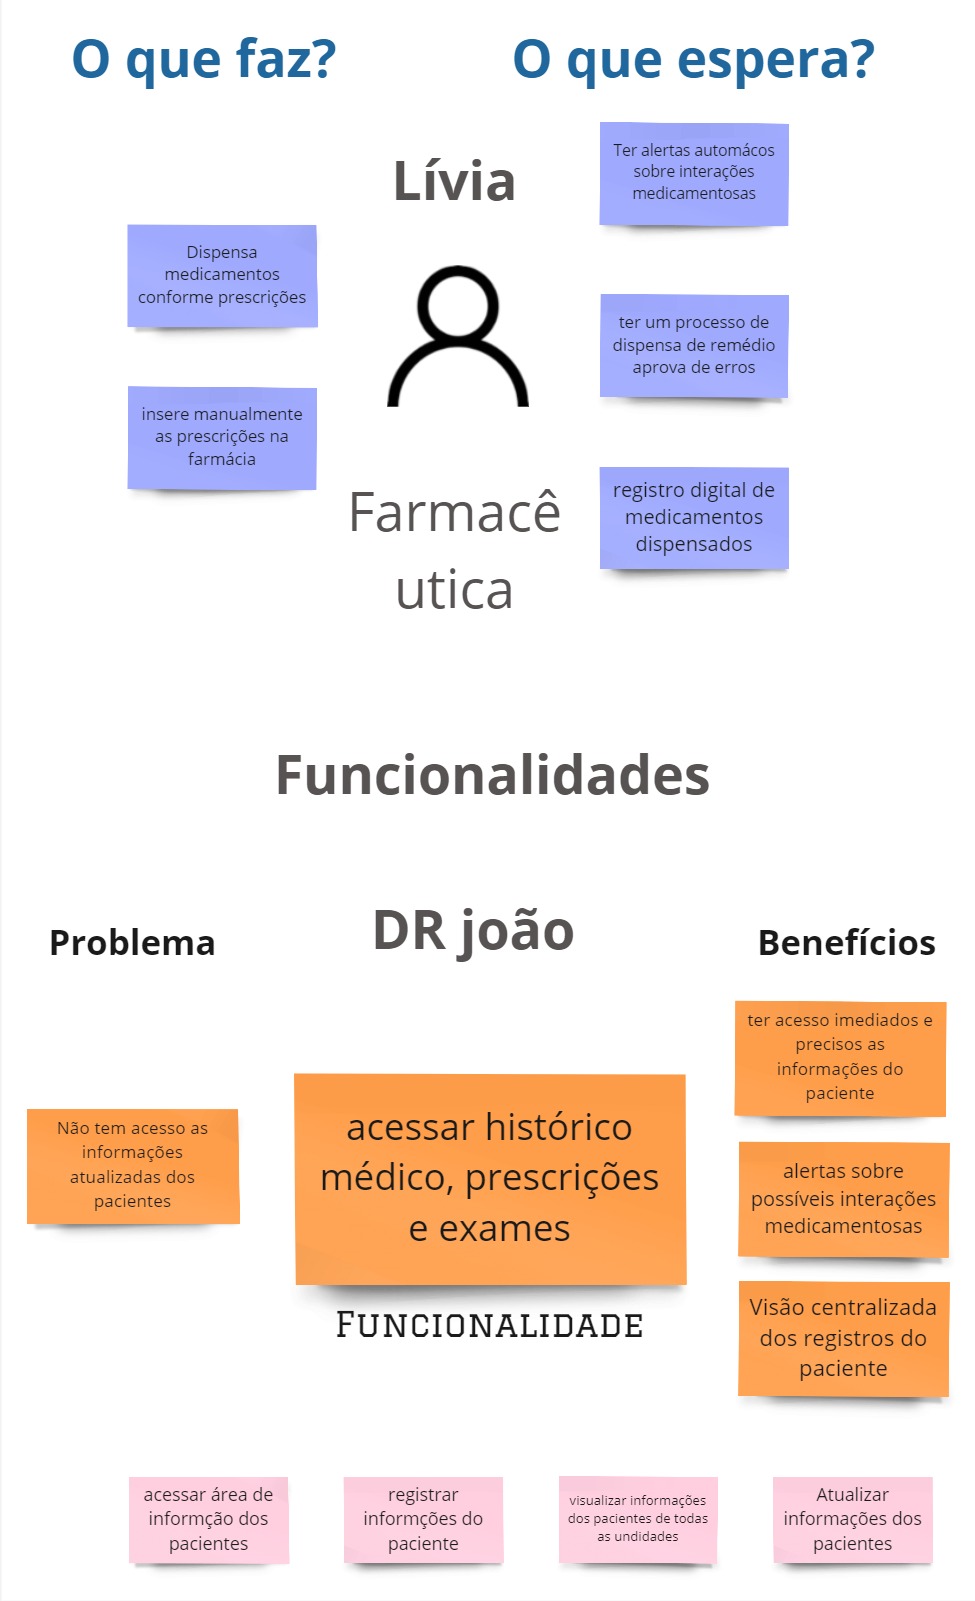 O que faz?
O que espera?
Lívia
Ter alertas automácos
sobre interações
medicamentosas
Dispensa
medicamentos
conforme prescrições
ter um processo de
dispensa de remédio
aprova de erros
insere manualmente
as prescrições na
farmácia
registro digital de
medicamentos
dispensados
Farmacê
utica
Funcionalidades
Problema
DR joão
Benefícios
ter acesso imediados e
precisos as
informações do
paciente
Não tem acesso as
informações
atualizadas dos
pacientes
acessar histórico
médico, prescrições
e exames
alertas sobre
possíveis interações
medicamentosas
Funcionalidade
Visão centralizada
dos registros do
paciente
acessar área de
informção dos
pacientes
registrar
informções do
paciente
visualizar informações
dos pacientes de todas
as undidades
Atualizar
informações dos
pacientes